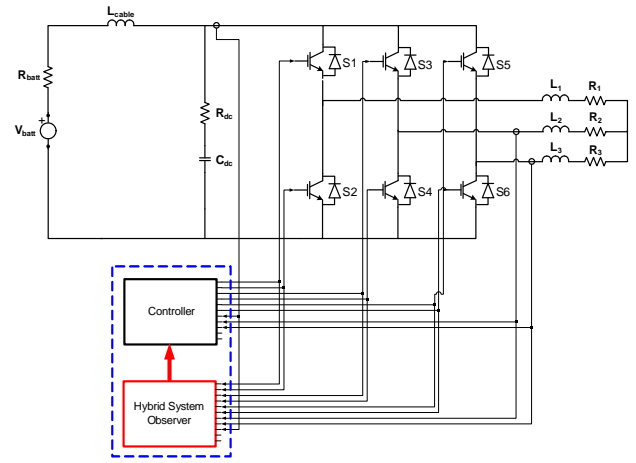 Lcable
Rbatt
+
Vbatt
Rdc
Cdc
S1
S3
S5
L1
R1
L2
R2
L3
R3
S2
S4
S6
Controller
Hybrid System
Observer